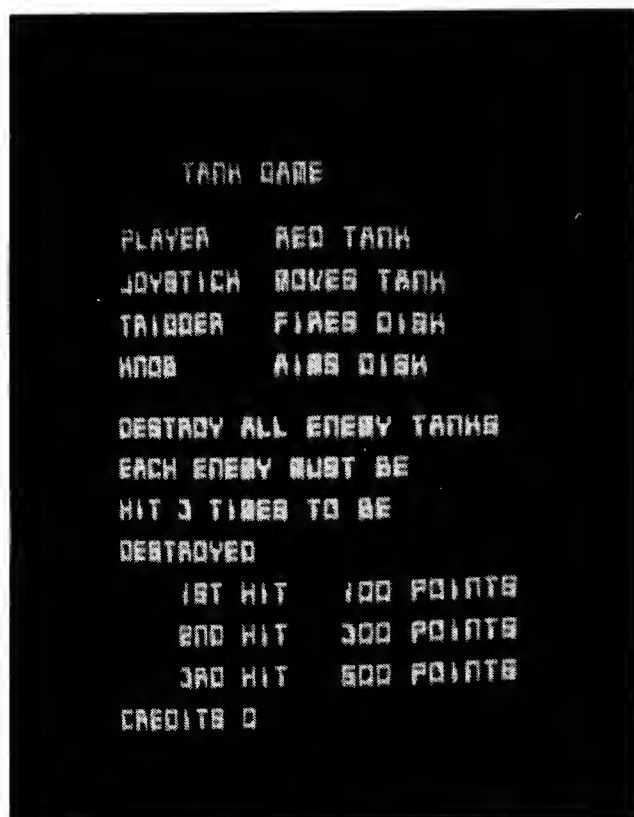 TANK GAME
PLAYER RED TANK
JOYSTICK MOVES TANK
TRIGGER FIRES DISK
KNOB AIMS DISK
DESTROY ALL ENEMY TANKS
EACH ENEMY MUST BE
HIT 3 TIMES TO BE
DESTROYED
1ST HIT 100 POINTS
2ND HIT 300 POINTS
3RD HIT 500 POINTS
CREDITS 0